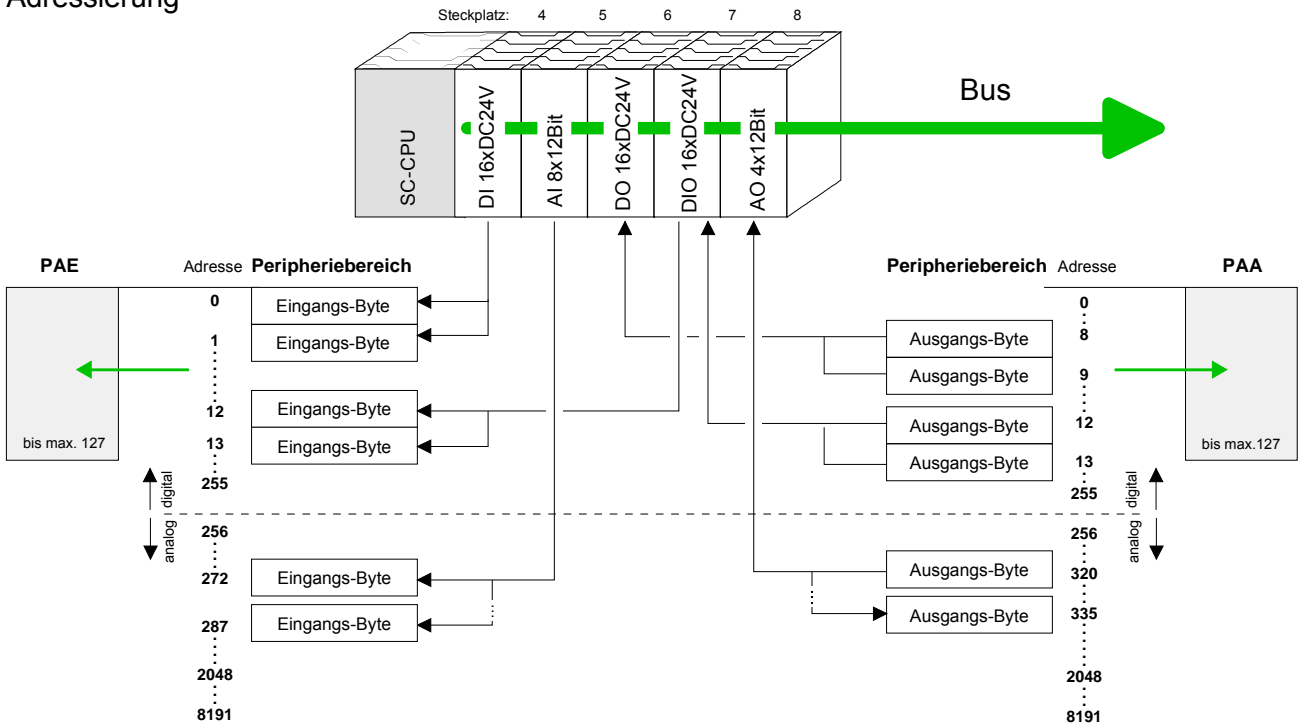 Adressierung
Steckplatz: 4 5 6 7 8
SC-CPU
DI 16xDC24V
AI 8x12Bit
DO 16xDC24V
DIO 16xDC24V
AO 4x12Bit
Bus
PAE Adresse Peripheriebereich
0 Eingangs-Byte
1 Eingangs-Byte
12 Eingangs-Byte
13 Eingangs-Byte
255
bis max. 127
digital
analog
256
272 Eingangs-Byte
287 Eingangs-Byte
2048
8191
Peripheriebereich Adresse PAA
0
Ausgangs-Byte 8
Ausgangs-Byte 9
Ausgangs-Byte 12
Ausgangs-Byte 13
255
bis max.127
digital
analog
256
Ausgangs-Byte 320
Ausgangs-Byte 335
2048
8191